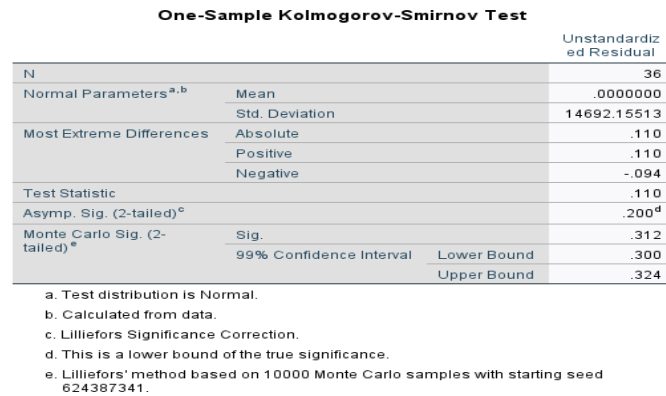 One-Sample Kolmogorov-Smirnov Test
Unstandardiz
ed Residual
N 36
Normal Parametersa,b Mean .0000000
Std. Deviation 14692.15513
Most Extreme Differences Absolute .110
Positive .110
Negative -.094
Test Statistic .110
Asymp. Sig. (2-tailed)c .200d
Monte Carlo Sig. (2- Sig. .312
tailed)e 99% Confidence Interval Lower Bound .300
Upper Bound .324
a. Test distribution is Normal.
b. Calculated from data.
c. Lilliefors Significance Correction.
d. This is a lower bound of the true significance.
e. Lilliefors' method based on 10000 Monte Carlo samples with starting seed
624387341.